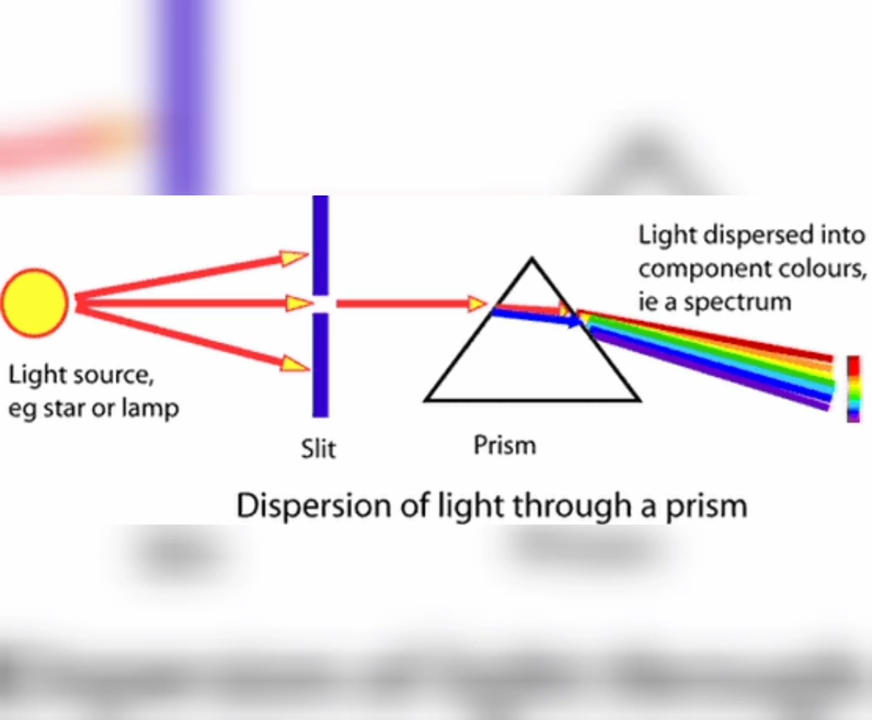 Light dispersed into
component colours,
ie a spectrum
Light source,
eg star or lamp
Slit
Prism
Dispersion of light through a prism